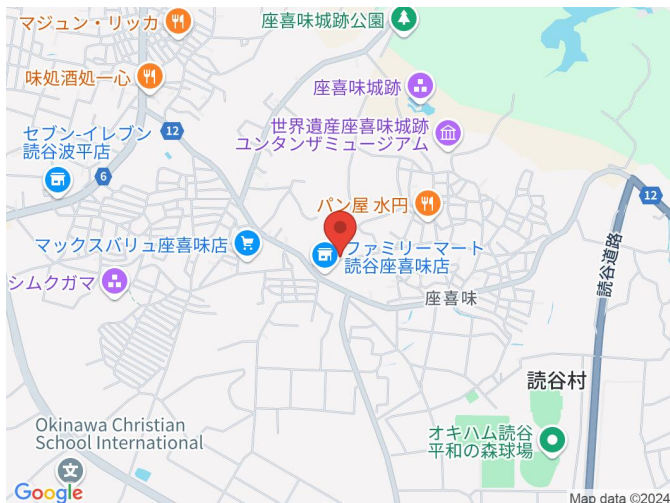 マジュン・リッカ
座喜味城跡公園
味処酒処一心
座喜味城跡
セブン-イレブン
読谷波平店
12
世界遺産座喜味城跡
ユンタンザミュージアム
6
パン屋 水円
12
マックスバリュ座喜味店
ファミリーマート
読谷座喜味店
シムクガマ
座喜味
読谷道路
読谷村
Okinawa Christian
School International
オキハム読谷
平和の森球場
Google
Map data ©2024